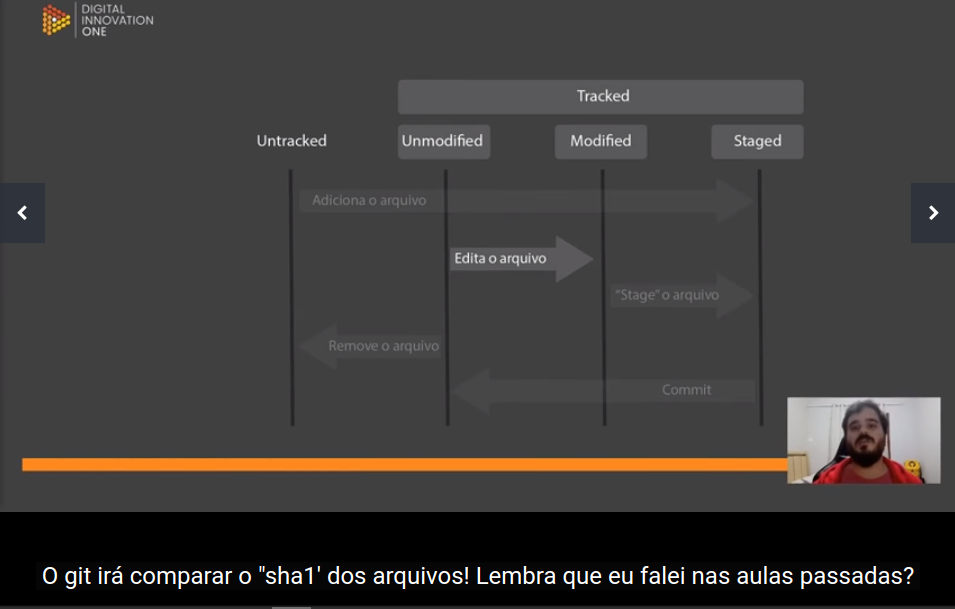 DIGITAL
INNOVATION
ONE
Tracked
Untracked
Unmodified
Modified
Staged
Adiciona o arquivo
Edita o arquivo
"Stage" o arquivo
Remove o arquivo
Commit
O git irá comparar o "sha1' dos arquivos! Lembra que eu falei nas aulas passadas?